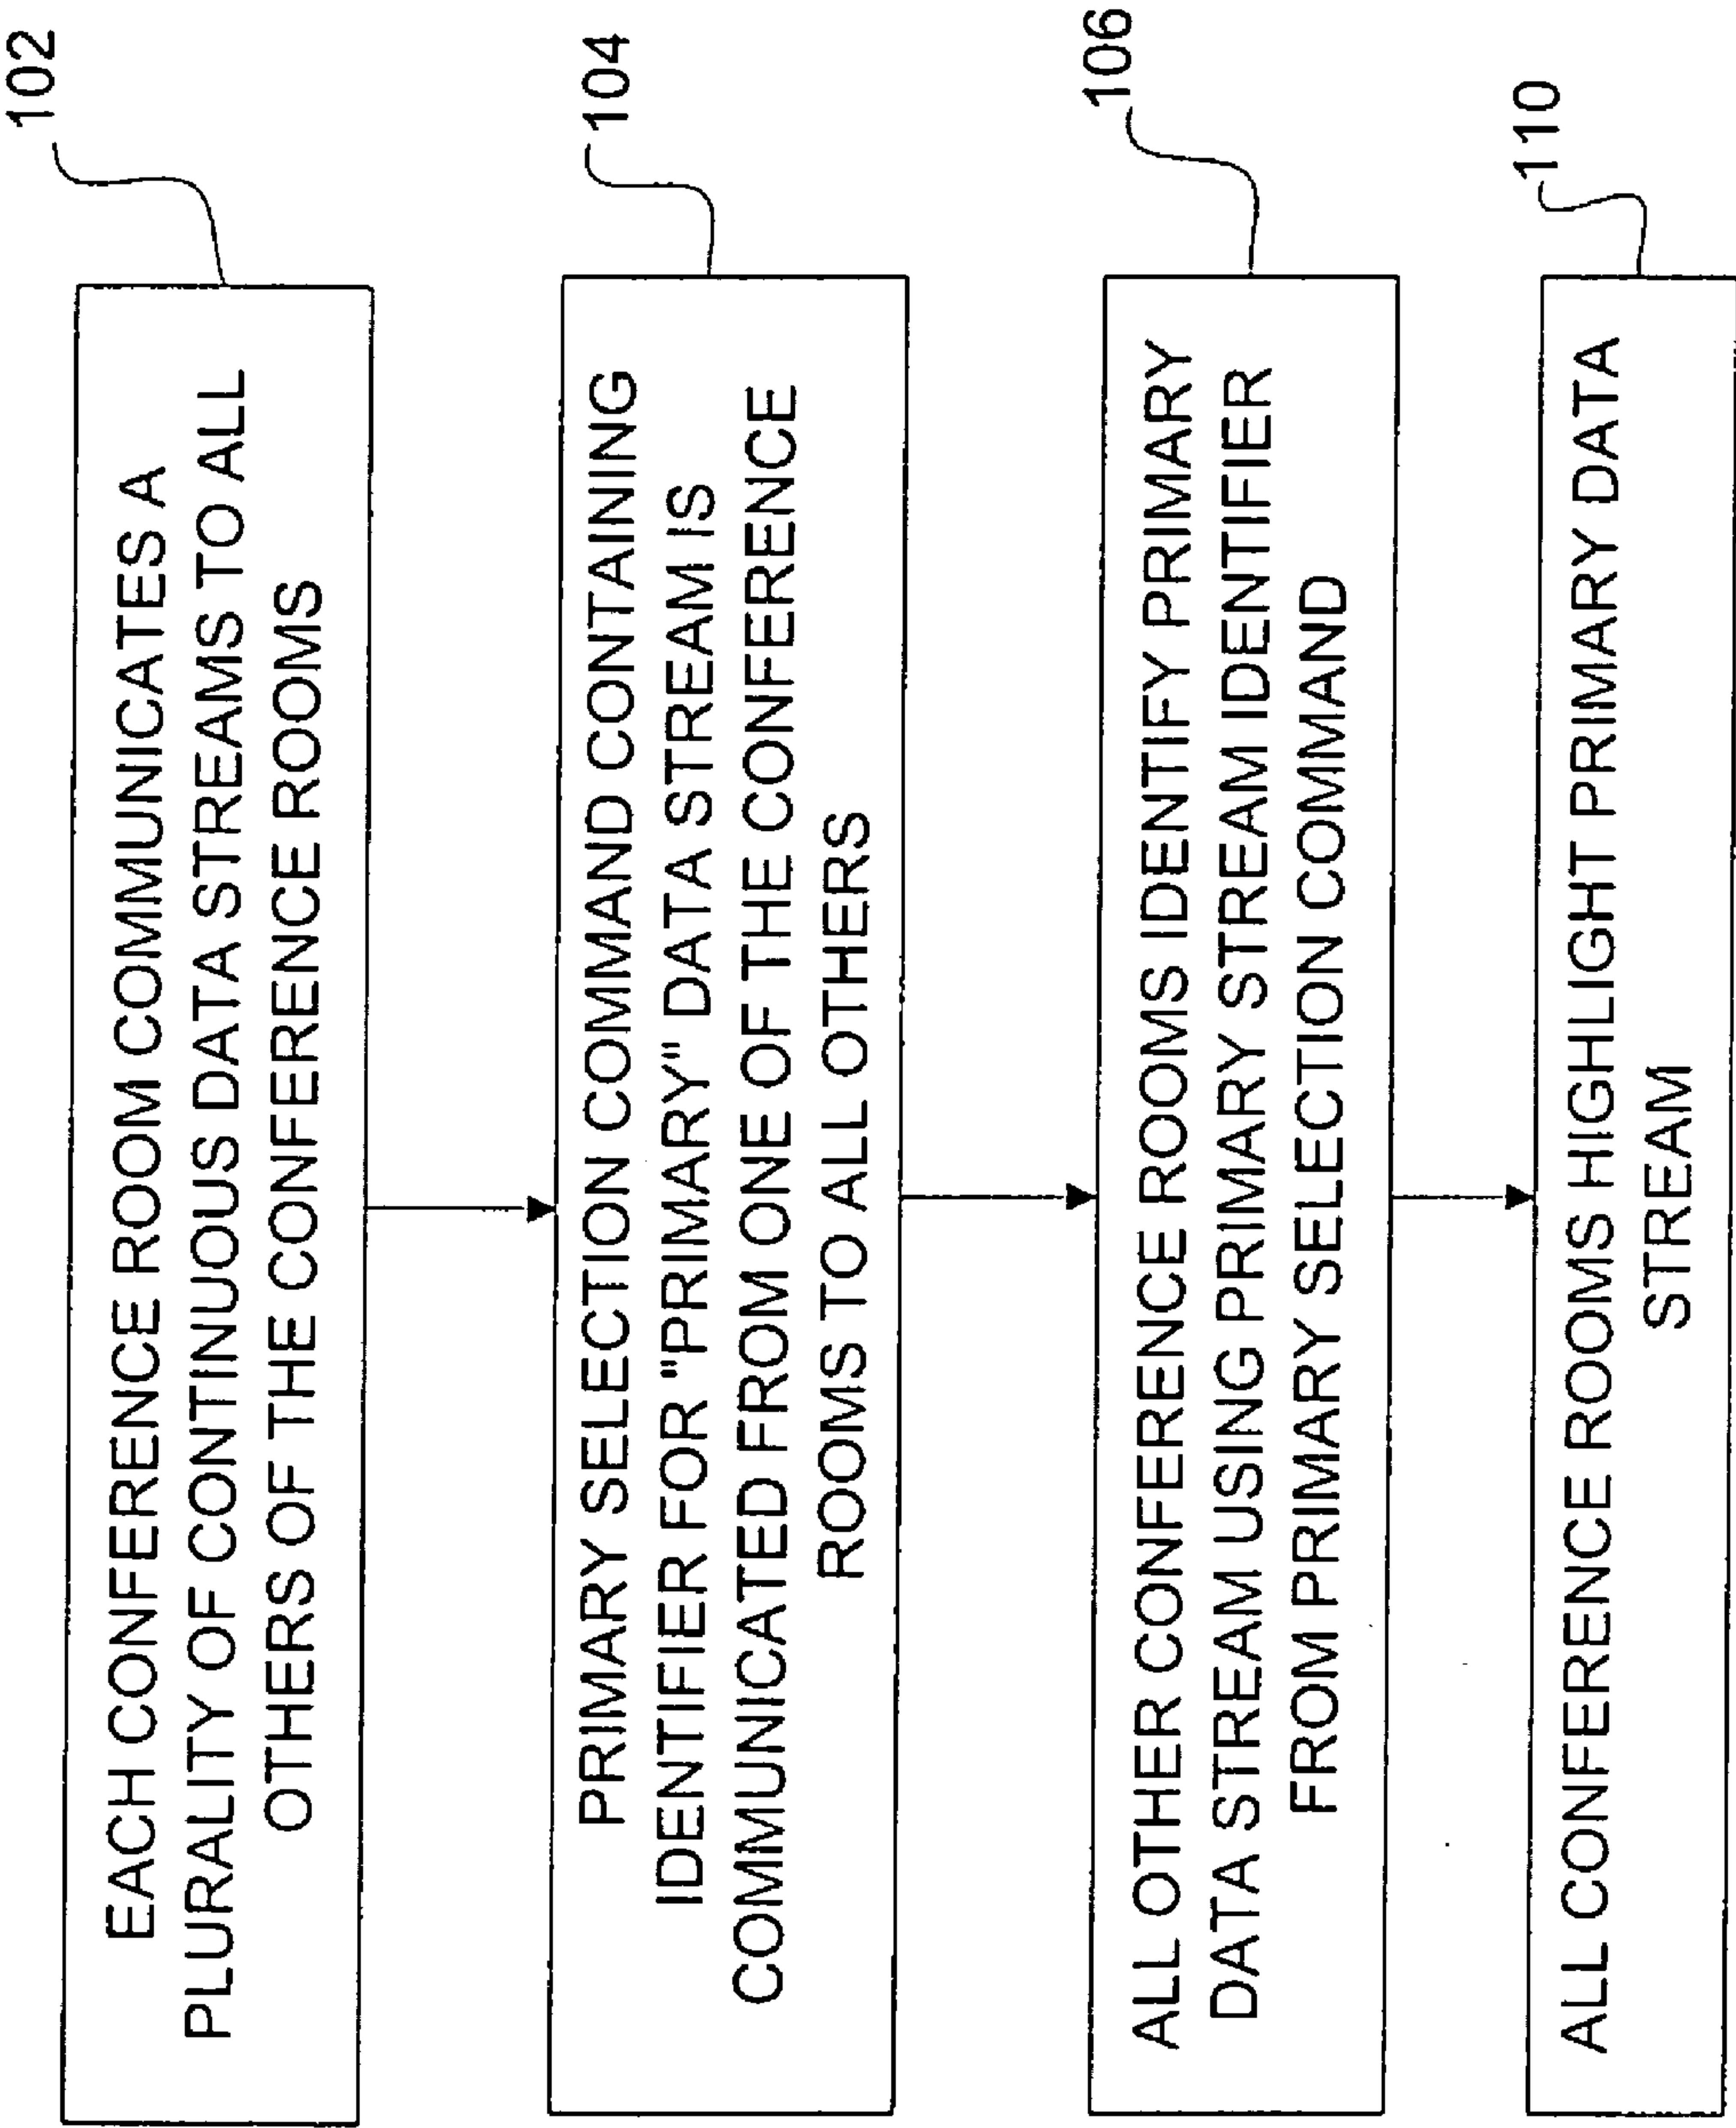 102
EACH CONFERENCE ROOM COMMUNICATES A
PLURALITY OF CONTINUOUS DATA STREAMS TO ALL
OTHERS OF THE CONFERENCE ROOMS
104
PRIMARY SELECTION COMMAND CONTAINING
IDENTIFIER FOR "PRIMARY" DATA STREAM IS
COMMUNICATED FROM ONE OF THE CONFERENCE
ROOMS TO ALL OTHERS
106
ALL OTHER CONFERENCE ROOMS IDENTIFY PRIMARY
DATA STREAM USING PRIMARY STREAM IDENTIFIER
FROM PRIMARY SELECTION COMMAND
110
ALL CONFERENCE ROOMS HIGHLIGHT PRIMARY DATA
STREAM